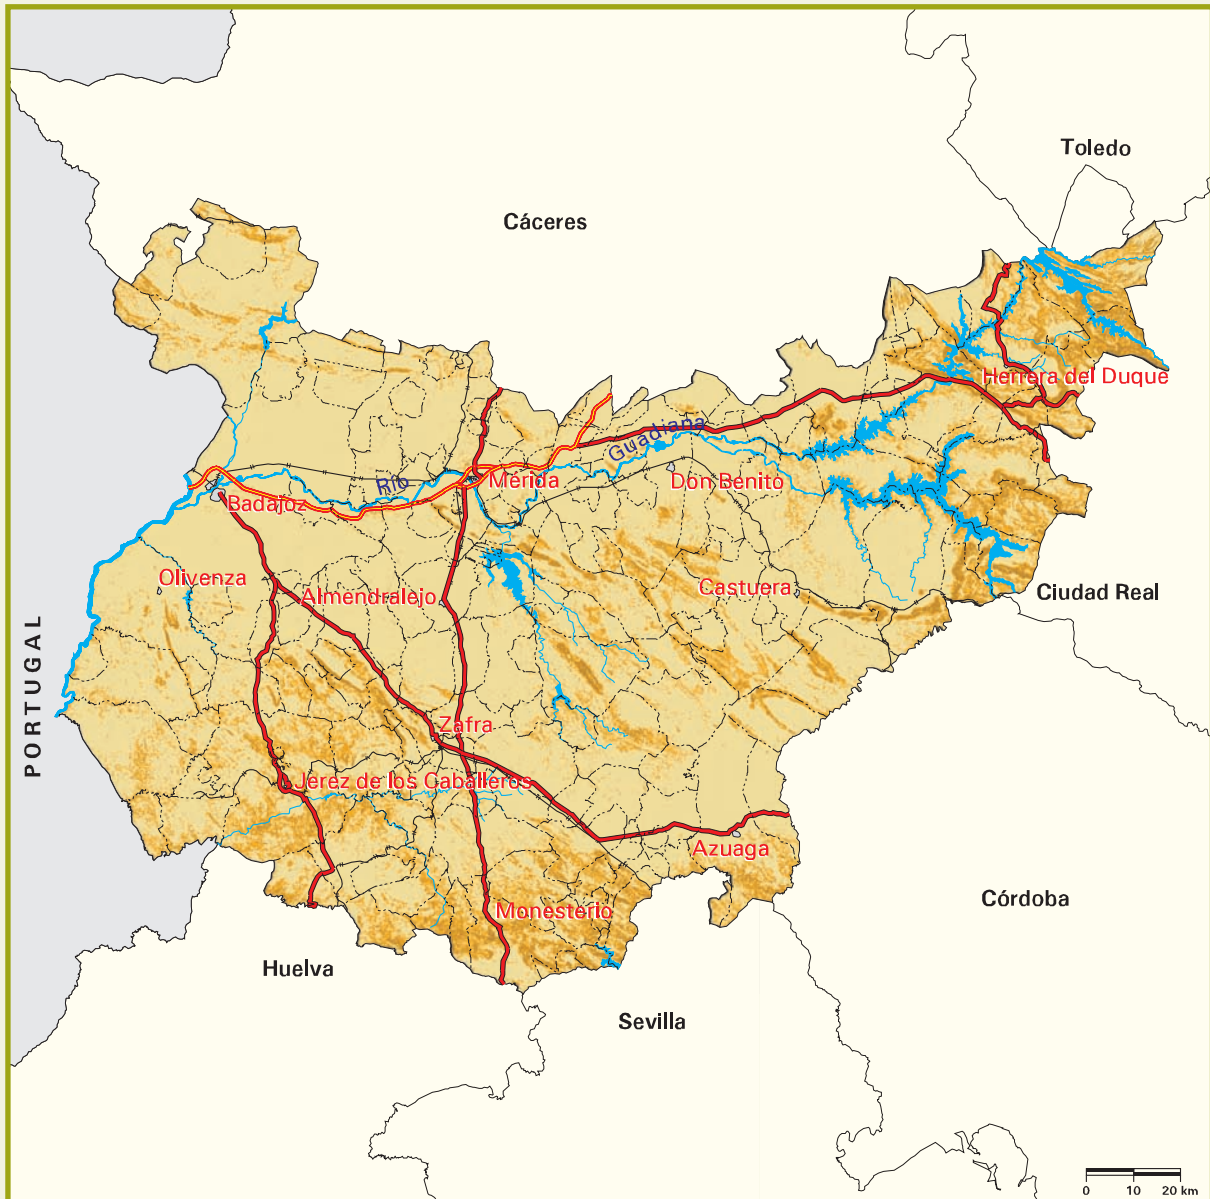 Toledo
Cáceres
Herrera del Duque
Río
Guadiana
Mérida
Don Benito
Badajoz
Olivenza
Almendralejo
Castuera
Ciudad Real
PORTUGAL
Zafra
Jerez de los Caballeros
Azuaga
Monesterio
Córdoba
Huelva
Sevilla
0 10 20 km